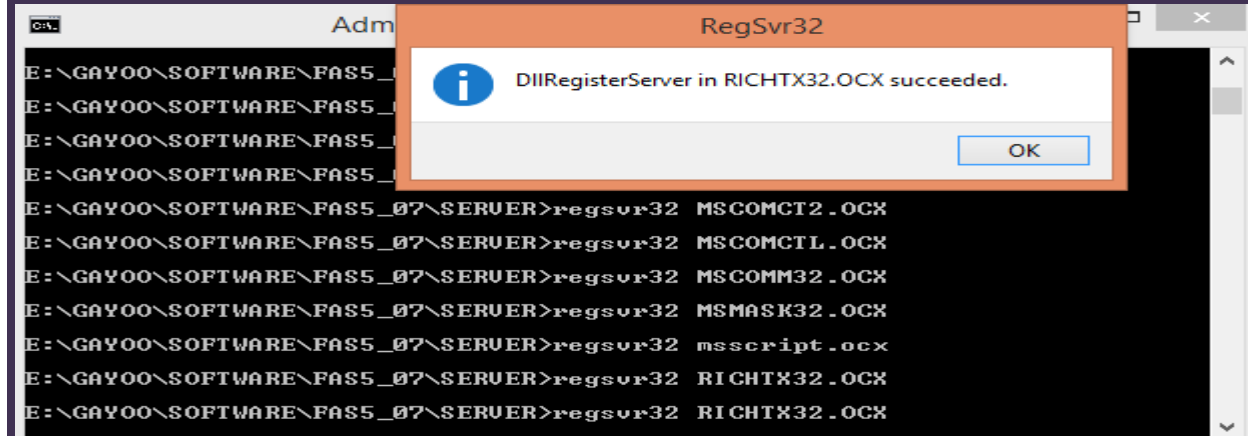 C:\.
Adm
RegSvr32
DllRegisterServer in RICHTX32.OCX succeeded.
OK
E:\GAYOO\SOFTWARE\FAS5_
E:\GAYOO\SOFTWARE\FAS5_
E:\GAYOO\SOFTWARE\FAS5_
E:\GAYOO\SOFTWARE\FAS5_
E:\GAYOO\SOFTWARE\FAS5_07\SERVER>regsvr32 MSCOMCT2.OCX
E:\GAYOO\SOFTWARE\FAS5_07\SERVER>regsvr32 MSCOMCTL.OCX
E:\GAYOO\SOFTWARE\FAS5_07\SERVER>regsvr32 MSCOMM32.OCX
E:\GAYOO\SOFTWARE\FAS5_07\SERVER>regsvr32 MSMASK32.OCX
E:\GAYOO\SOFTWARE\FAS5_07\SERVER>regsvr32 msscript.ocx
E:\GAYOO\SOFTWARE\FAS5_07\SERVER>regsvr32 RICHTX32.OCX
E:\GAYOO\SOFTWARE\FAS5_07\SERVER>regsvr32 RICHTX32.OCX